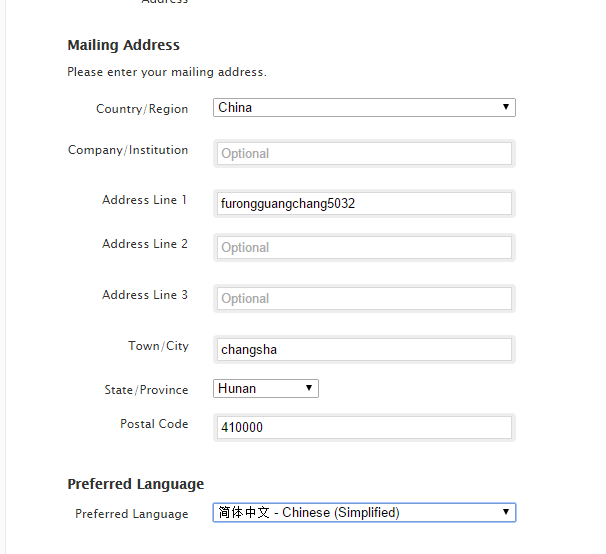 Address
Mailing Address
Please enter your mailing address.
Country/Region China
Company/Institution Optional
Address Line 1 furongguangchang5032
Address Line 2 Optional
Address Line 3 Optional
Town/City changsha
State/Province Hunan
Postal Code 410000
Preferred Language
Preferred Language 简体中文 - Chinese (Simplified)